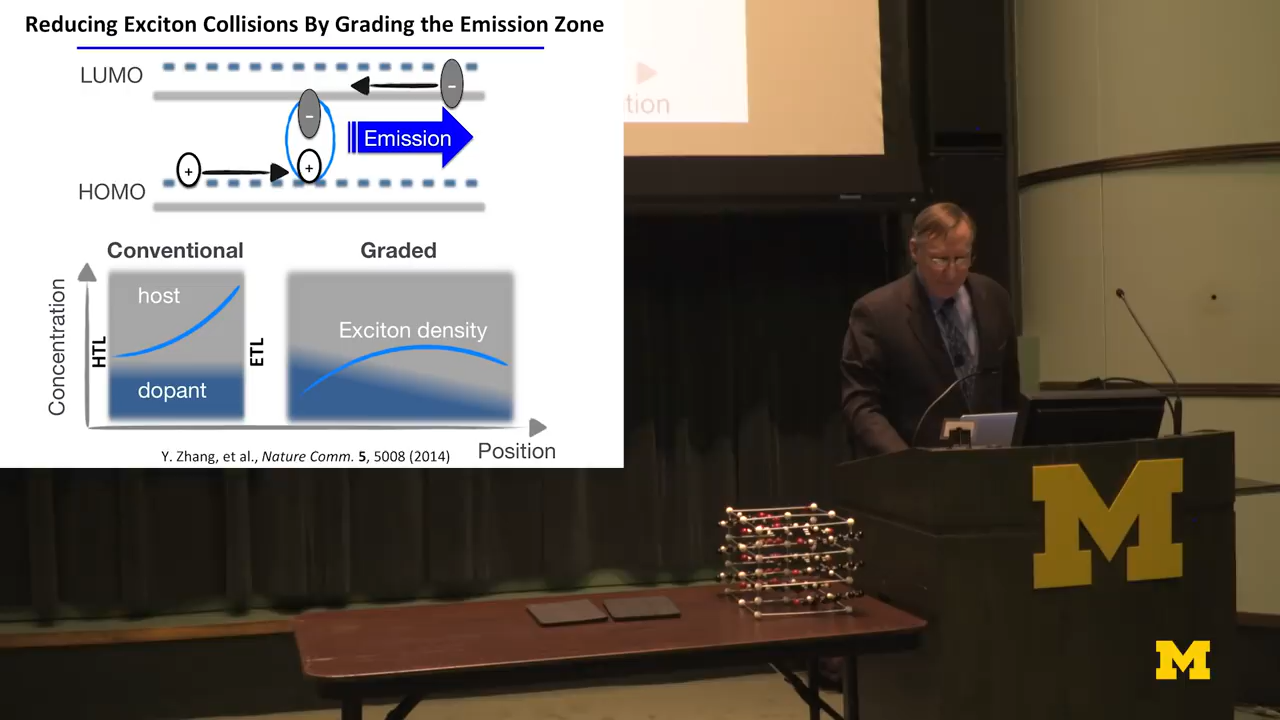 Reducing Exciton Collisions By Grading the Emission Zone
LUMO
-
-
Emission
+
+
HOMO
Conventional
Graded
Concentration
HTL
host
dopant
ETL
Exciton density
Position
Y. Zhang, et al., Nature Comm. 5, 5008 (2014)
ition
M
M